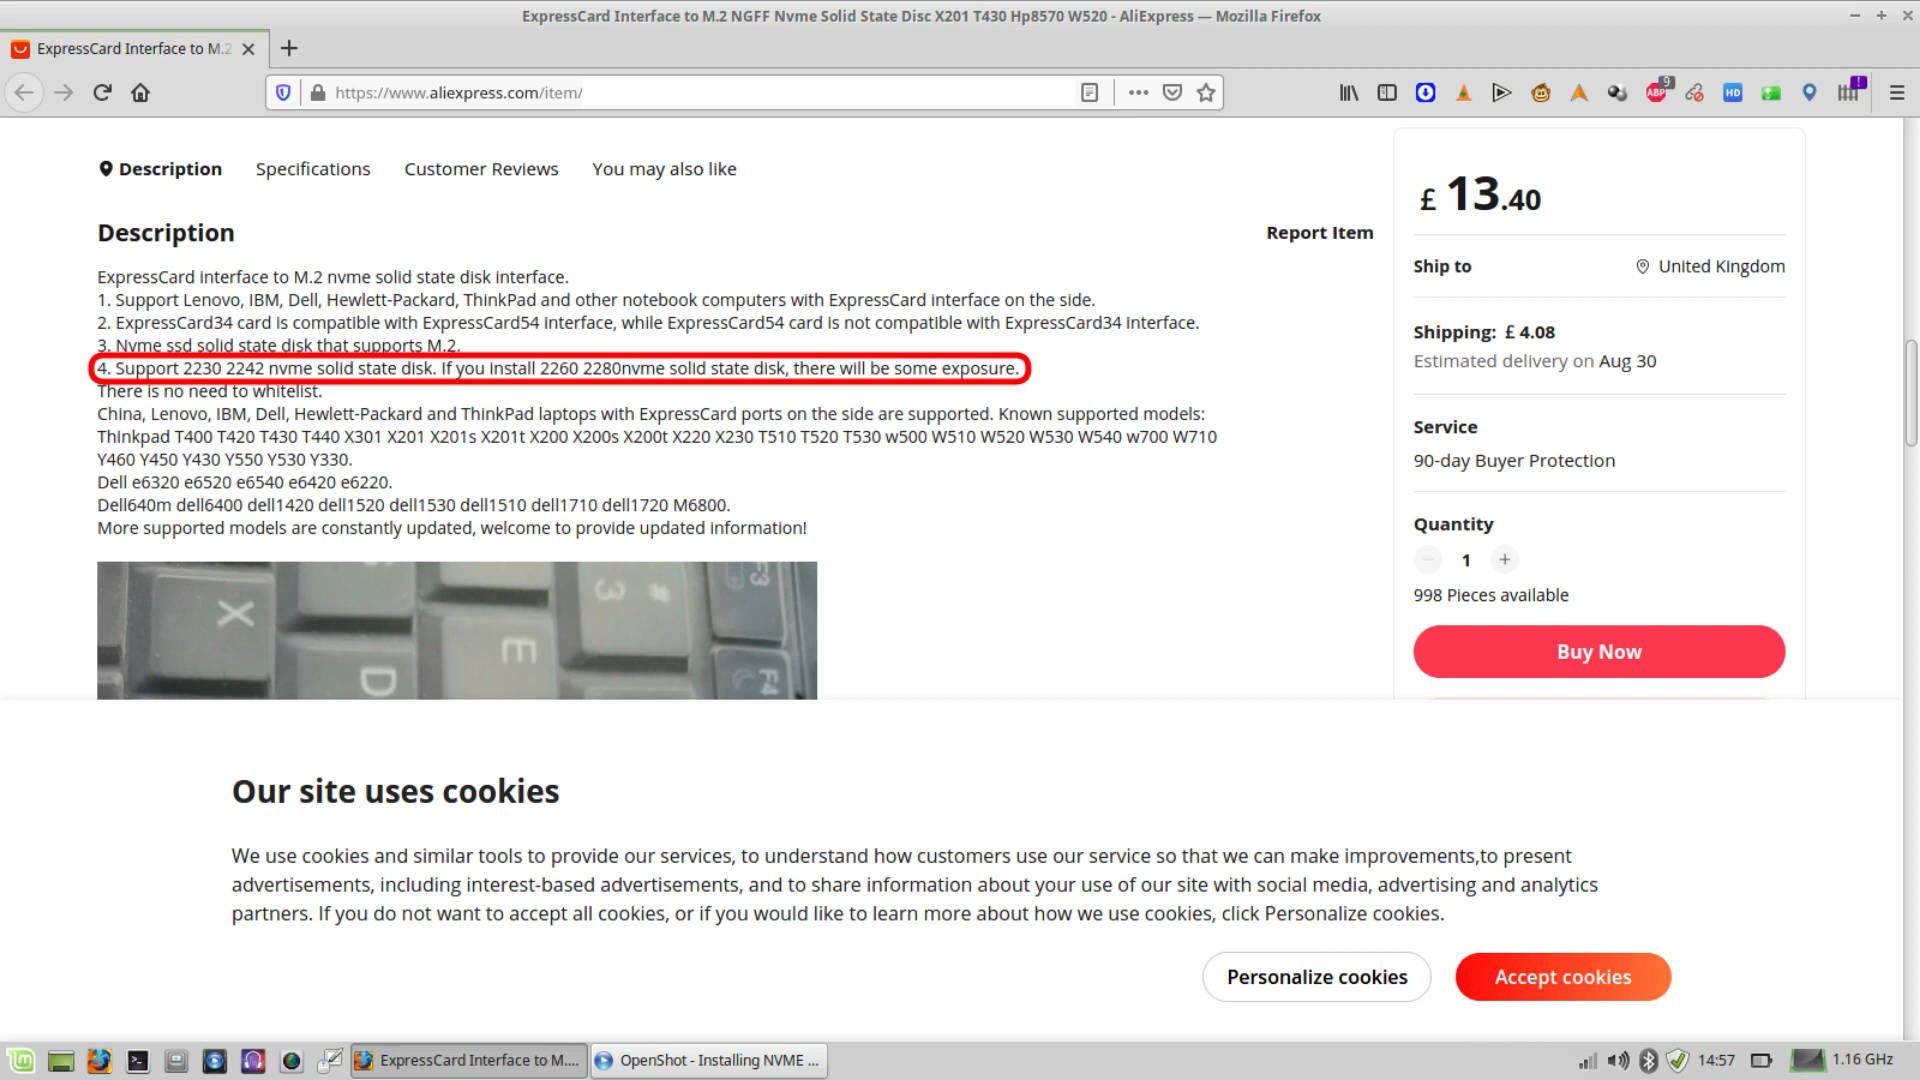 ExpressCard Interface to M.2 NGFF Nvme Solid State Disc X201 T430 Hp8570 W520 - AliExpress — Mozilla Firefox
ExpressCard Interface to M.2
https://www.aliexpress.com/item/
9
ABP
HD
Description Specifications Customer Reviews You may also like
Description
Report Item
ExpressCard interface to M.2 nvme solid state disk interface.
1. Support Lenovo, IBM, Dell, Hewlett-Packard, ThinkPad and other notebook computers with ExpressCard interface on the side.
2. ExpressCard34 card is compatible with ExpressCard54 interface, while ExpressCard54 card is not compatible with ExpressCard34 interface.
3. Nvme ssd solid state disk that supports M.2.
4. Support 2230 2242 nvme solid state disk. If you install 2260 2280nvme solid state disk, there will be some exposure.
There is no need to whitelist.
China, Lenovo, IBM, Dell, Hewlett-Packard and ThinkPad laptops with ExpressCard ports on the side are supported. Known supported models:
Thinkpad T400 T420 T430 T440 X301 X201 X201s X201t X200 X200s X200t X220 X230 T510 T520 T530 w500 W510 W520 W530 W540 w700 W710
Y460 Y450 Y430 Y550 Y530 Y330.
Dell e6320 e6520 e6540 e6420 e6220.
Dell640m dell6400 dell1420 dell1520 dell1530 dell1510 dell1710 dell1720 M6800.
More supported models are constantly updated, welcome to provide updated information!
X
D
E
3 #
F3
F4
£ 13.40
Ship to United Kingdom
Shipping: £ 4.08
Estimated delivery on Aug 30
Service
90-day Buyer Protection
Quantity
1
998 Pieces available
Buy Now
Our site uses cookies
We use cookies and similar tools to provide our services, to understand how customers use our service so that we can make improvements,to present
advertisements, including interest-based advertisements, and to share information about your use of our site with social media, advertising and analytics
partners. If you do not want to accept all cookies, or if you would like to learn more about how we use cookies, click Personalize cookies.
Personalize cookies
Accept cookies
ExpressCard Interface to M....
OpenShot - Installing NVME ...
14:57
1.16 GHz